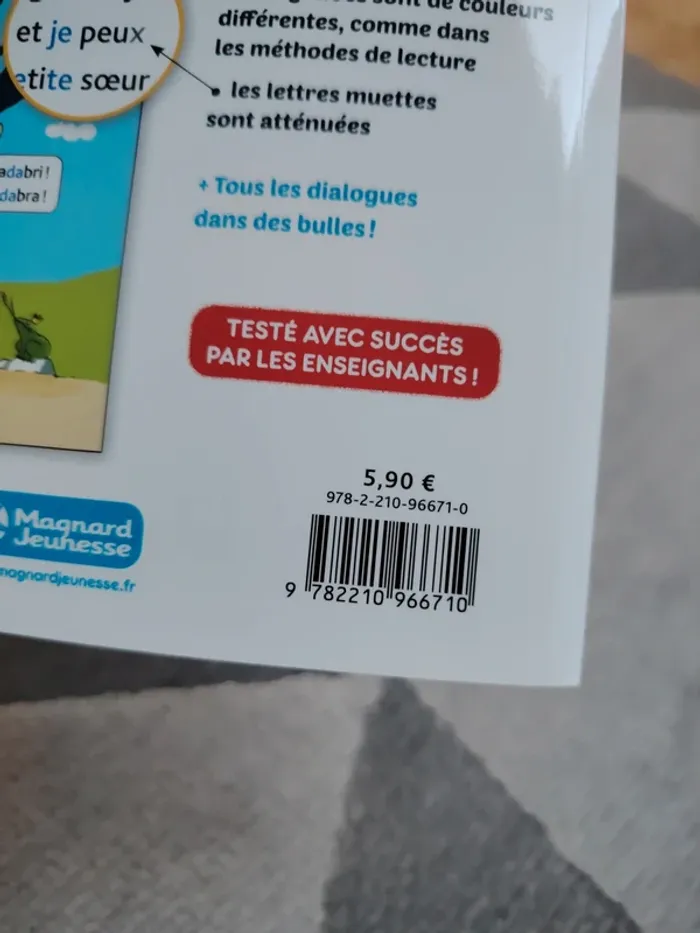 de couleurs
différentes, comme dans
les méthodes de lecture
et je peux
etite sœur
• les lettres muettes
sont atténuées
adabri !
dabra !
+ Tous les dialogues
dans des bulles !
TESTÉ AVEC SUCCÈS
PAR LES ENSEIGNANTS !
5,90 €
978-2-210-96671-0
9 782210 966710
Magnard
Jeunesse
magnardjeunesse.fr